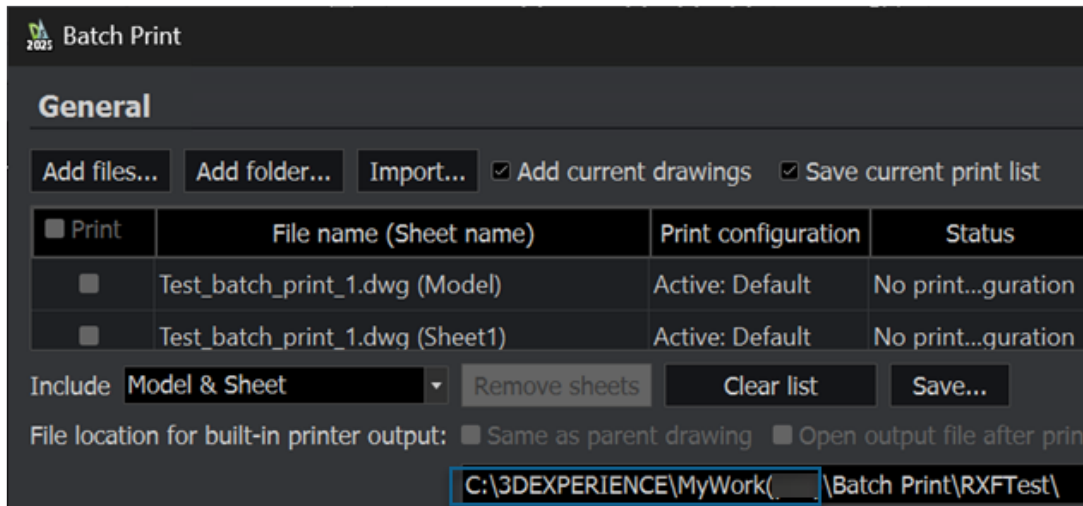 2025 Batch Print
General
Add files... Add folder... Import... Add current drawings Save current print list
Print File name (Sheet name) Print configuration Status
Test_batch_print_1.dwg (Model) Active: Default No print...guration
Test_batch_print_1.dwg (Sheet1) Active: Default No print...guration
Include Model & Sheet Remove sheets Clear list Save...
File location for built-in printer output: Same as parent drawing Open output file after prin
C:\3DEXPERIENCE\MyWork( \Batch Print\RXFTest\